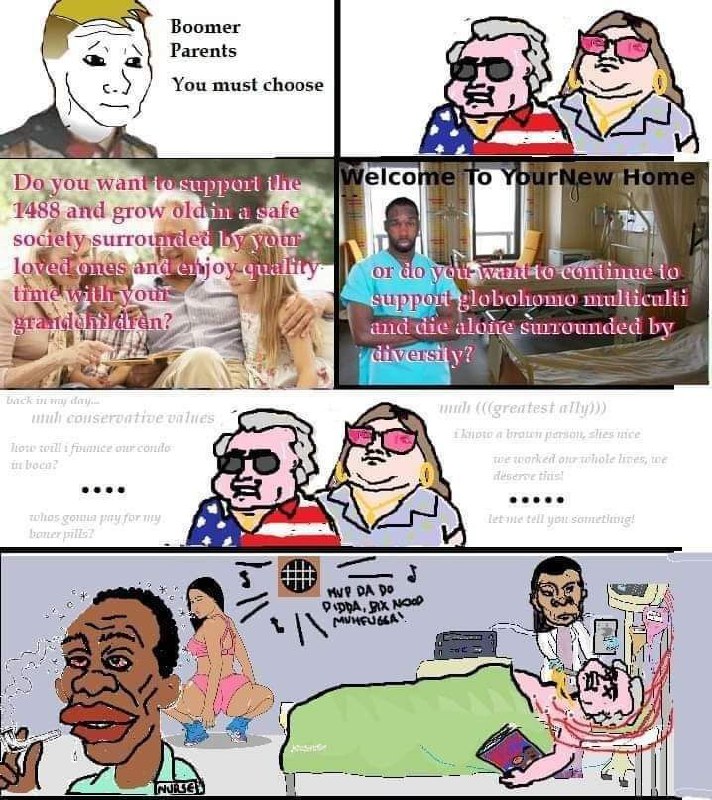 Boomer
Parents
You must choose
Do you want to support the
1488 and grow old in a safe
society surrounded by your
loved ones and enjoy quality
time with your
grandchildren?
Welcome To YourNew Home
or do you want to continue to
support globohomo multiculti
and die alone surrounded by
diversity?
back in my day...
muh conservative values
how will i finance our condo
in boca?
••••
whos gonna pay for my
boner pills?
muh (((greatest ally)))
i know a brown person, shes nice
we worked our whole lives, we
deserve this!
•••••
let me tell you something!
MUP DA DO
DIDDA, BIX NOOD
MUHFUGGA!
NURSE